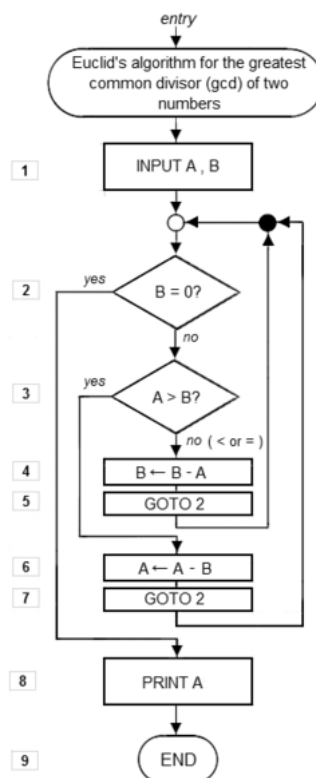 entry
Euclid's algorithm for the greatest
common divisor (gcd) of two
numbers
1
INPUT A , B
2
yes
B = 0?
no
3
yes
A > B?
no ( < or = )
4
B ← B - A
5
GOTO 2
6
A ← A - B
7
GOTO 2
8
PRINT A
9
END